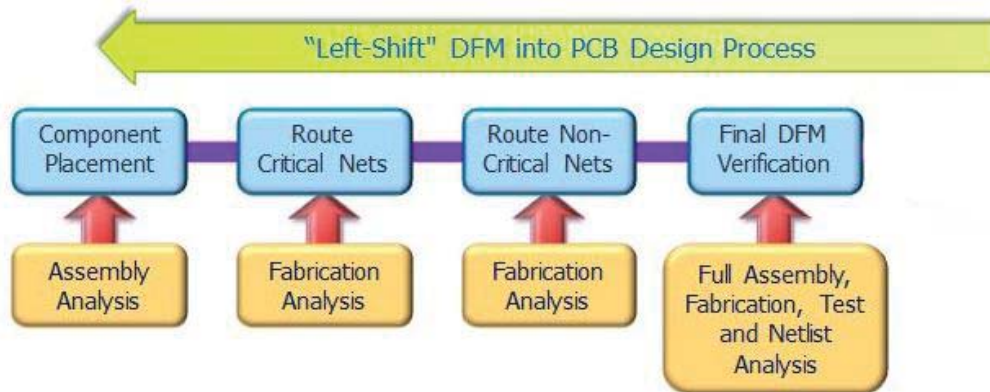 "Left-Shift" DFM into PCB Design Process
Component
Placement
Route
Critical Nets
Route Non-
Critical Nets
Final DFM
Verification
Assembly
Analysis
Fabrication
Analysis
Fabrication
Analysis
Full Assembly,
Fabrication, Test
and Netlist
Analysis